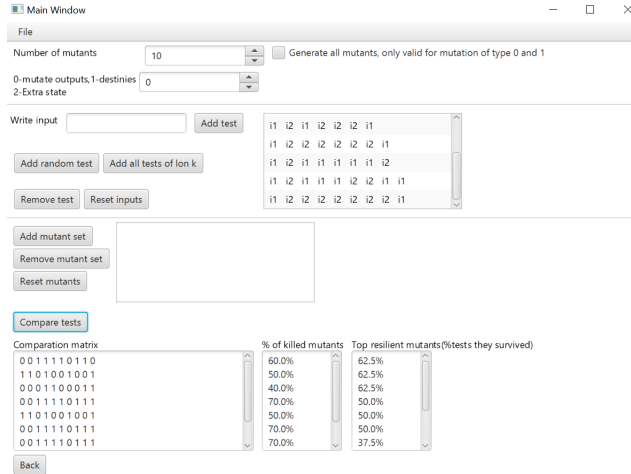 Main Window
File
Number of mutants 10 Generate all mutants, only valid for mutation of type 0 and 1
0-mutate outputs,1-destinies 0
2-Extra state
Write input Add test
i1 i2 i1 i2 i2 i2 i1
i1 i2 i2 i2 i2 i2 i2 i1
Add random test Add all tests of lon k
i1 i2 i1 i1 i1 i1 i1 i2
i1 i2 i1 i1 i1 i2 i2 i1 i1
Remove test Reset inputs
i1 i2 i2 i2 i2 i2 i2 i2 i1
Add mutant set
Remove mutant set
Reset mutants
Compare tests
Comparation matrix % of killed mutants Top resilient mutants(%tests they survived)
0 0 1 1 1 1 0 1 1 0 60.0% 62.5%
1 1 0 1 0 0 1 0 0 1 50.0% 62.5%
0 0 0 1 1 0 0 0 1 1 40.0% 62.5%
0 0 1 1 1 1 0 1 1 1 70.0% 50.0%
1 1 0 1 0 0 1 0 0 1 50.0% 50.0%
0 0 1 1 1 1 0 1 1 1 70.0% 50.0%
0 0 1 1 1 1 0 1 1 1 70.0% 37.5%
Back